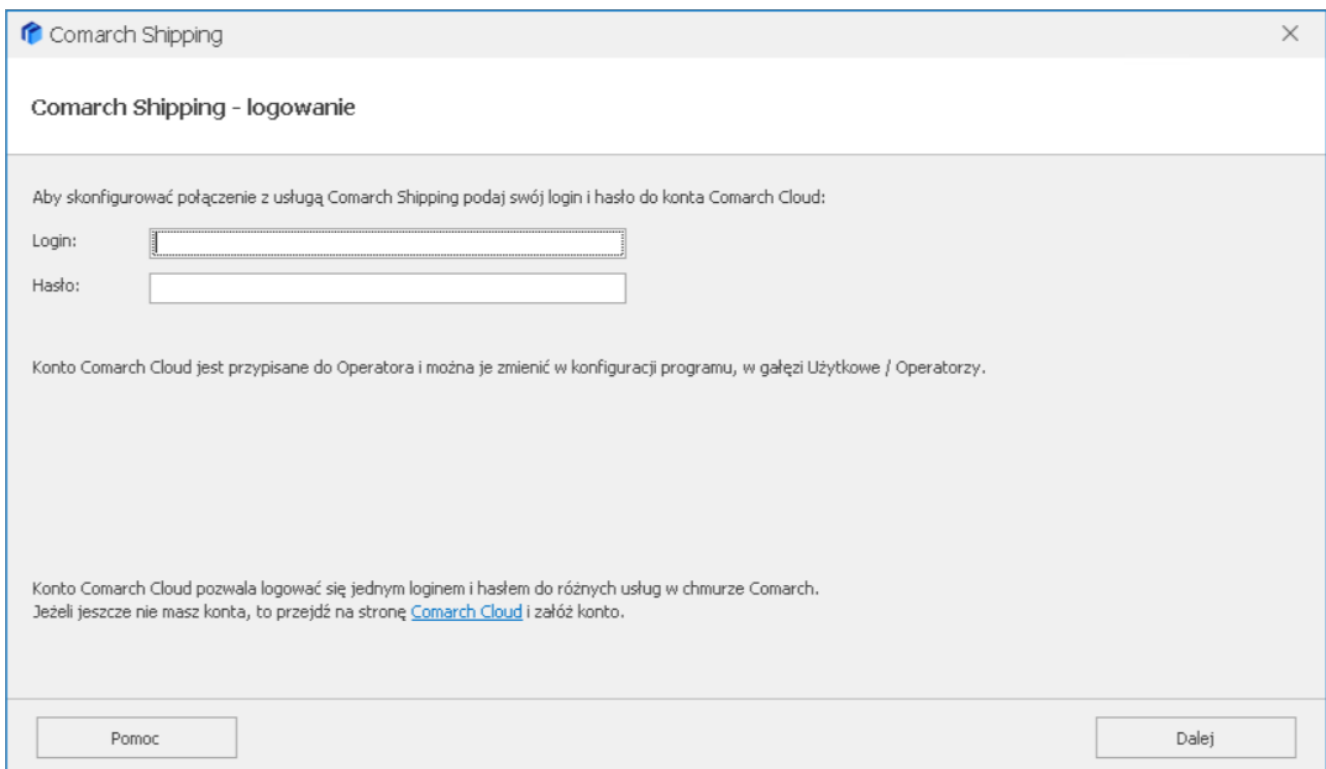 Comarch Shipping
Comarch Shipping - logowanie
Aby skonfigurować połączenie z usługą Comarch Shipping podaj swój login i hasło do konta Comarch Cloud:
Login:
Hasło:
Konto Comarch Cloud jest przypisane do Operatora i można je zmienić w konfiguracji programu, w gałęzi Użytkowe / Operatorzy.
Konto Comarch Cloud pozwala logować się jednym loginem i hasłem do różnych usług w chmurze Comarch.
Jeżeli jeszcze nie masz konta, to przejdź na stronę Comarch Cloud i załóż konto.
Pomoc
Dalej